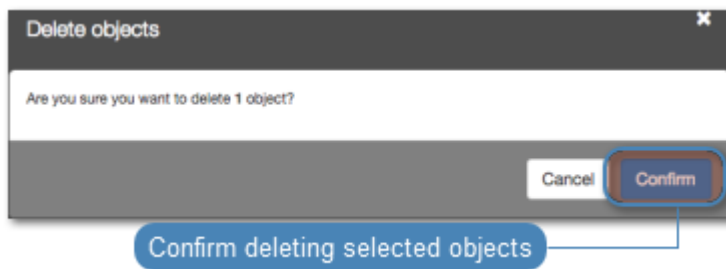 Delete objects
Are you sure you want to delete 1 object?
Cancel
Confirm
Confirm deleting selected objects